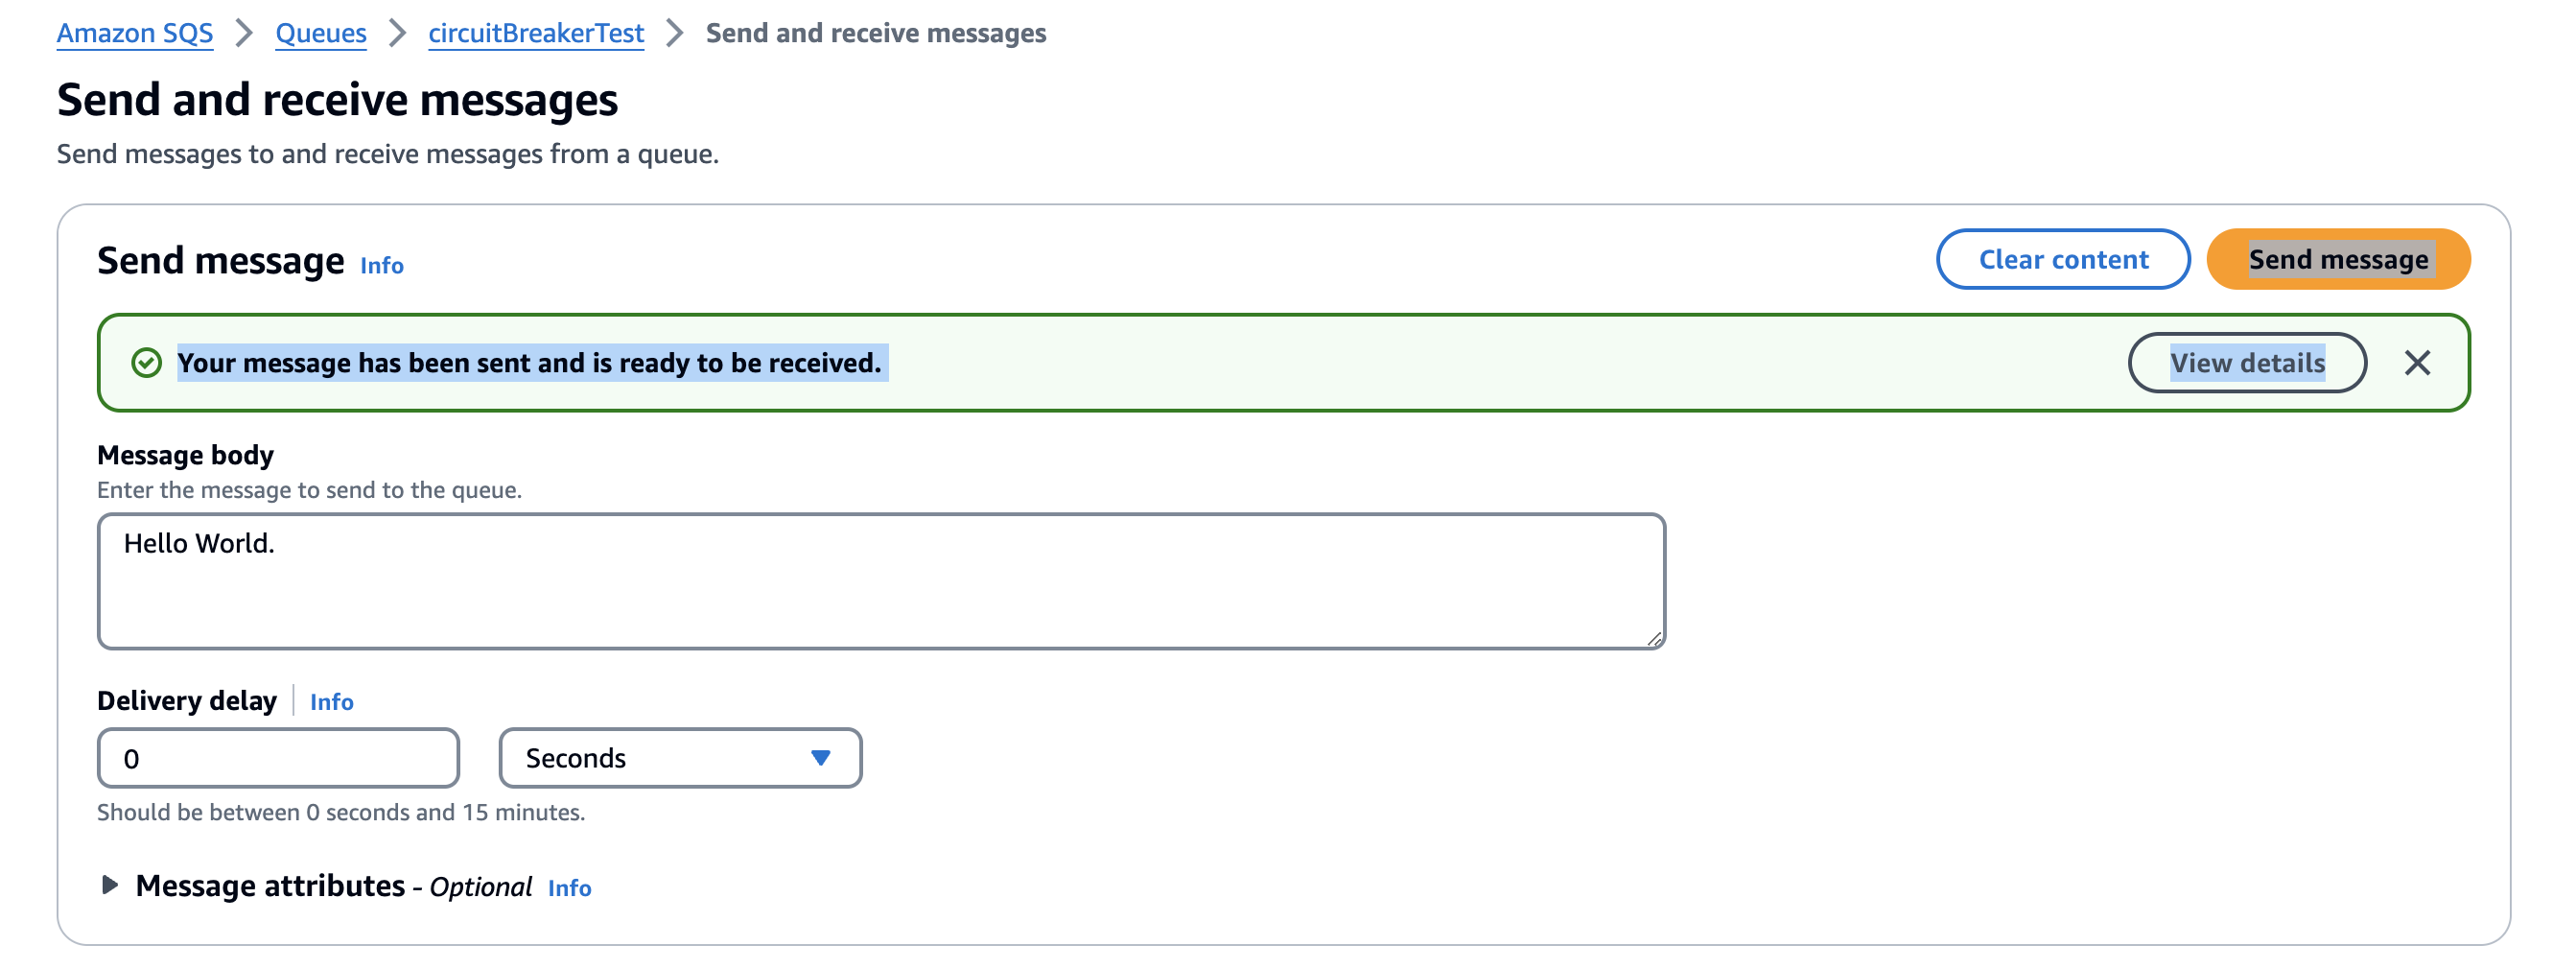 Amazon SQS > Queues > circuitBreakerTest > Send and receive messages
Send and receive messages
Send messages to and receive messages from a queue.
Send message Info Clear content Send message
Your message has been sent and is ready to be received. View details
Message body
Enter the message to send to the queue.
Hello World.
Delivery delay Info
0 Seconds
Should be between 0 seconds and 15 minutes.
Message attributes - Optional Info